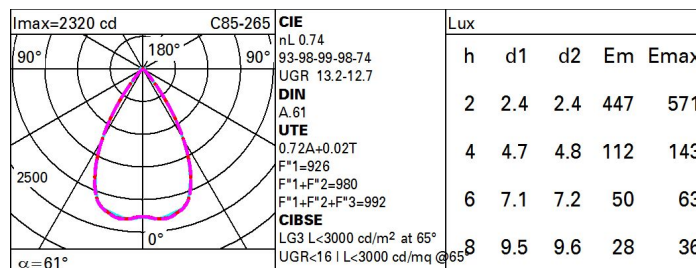 Imax=2320 cd C85-265
90° 180° 90°
2500
0°
α=61°
CIE
nL 0.74
93-98-99-98-74
UGR 13.2-12.7
DIN
A.61
UTE
0.72A+0.02T
F"1=926
F"1+F"2=980
F"1+F"2+F"3=992
CIBSE
LG3 L<3000 cd/m² at 65°
UGR<16 | L<3000 cd/mq @65°
Lux
h d1 d2 Em Emax
2 2.4 2.4 447 571
4 4.7 4.8 112 143
6 7.1 7.2 50 63
8 9.5 9.6 28 36